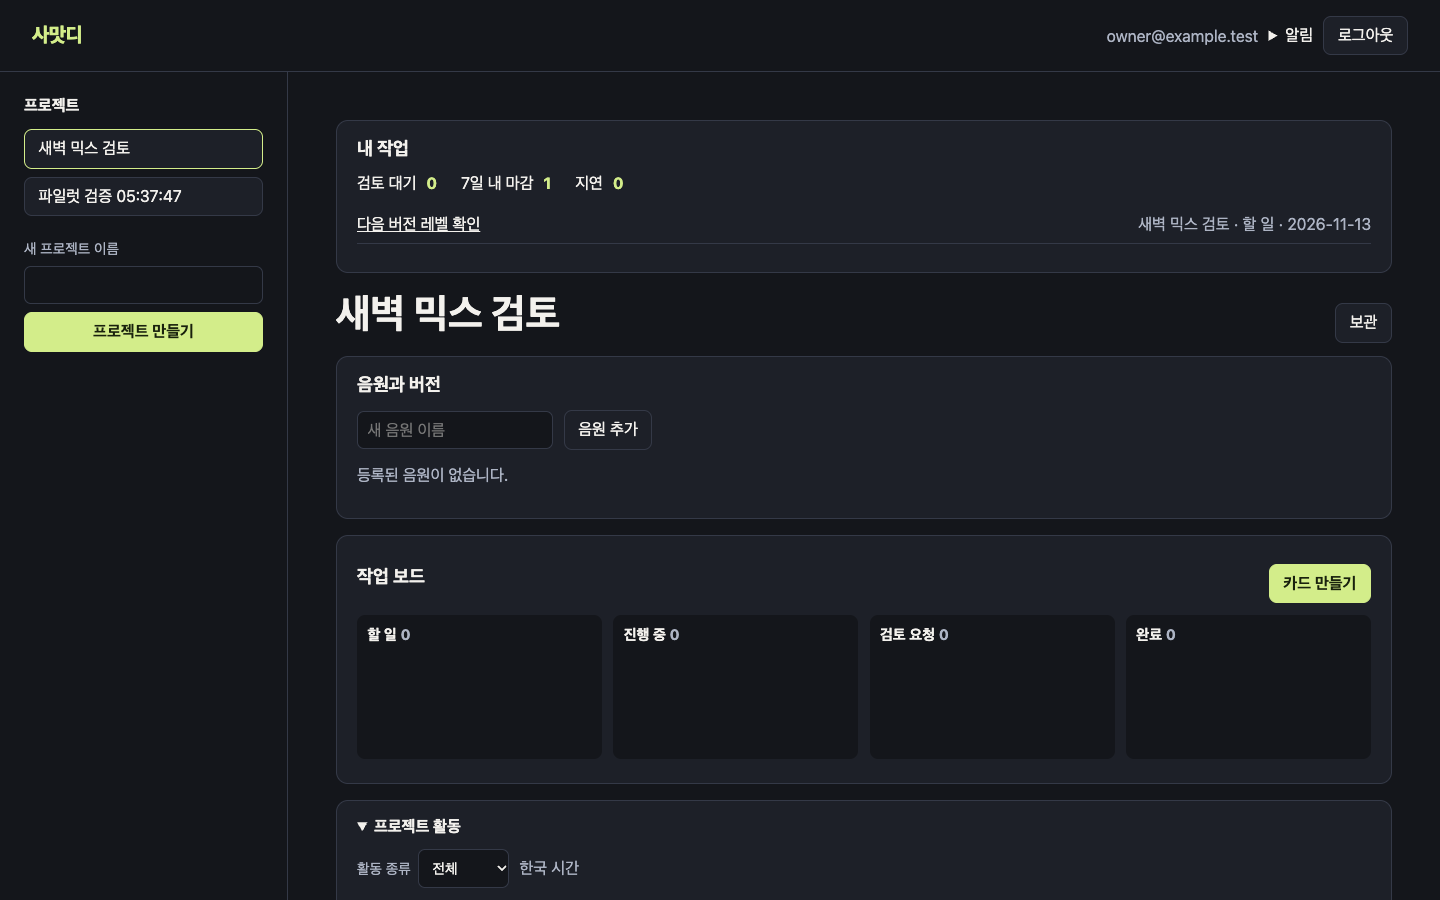 사맛디
owner@example.test ▶ 알림 로그아웃
프로젝트
새벽 믹스 검토
파일럿 검증 05:37:47
새 프로젝트 이름
프로젝트 만들기
내 작업
검토 대기 0 7일 내 마감 1 지연 0
다음 버전 레벨 확인 새벽 믹스 검토 · 할 일 · 2026-11-13
새벽 믹스 검토 보관
음원과 버전
새 음원 이름 음원 추가
등록된 음원이 없습니다.
작업 보드 카드 만들기
할 일 0 진행 중 0 검토 요청 0 완료 0
▼ 프로젝트 활동
활동 종류 전체 한국 시간